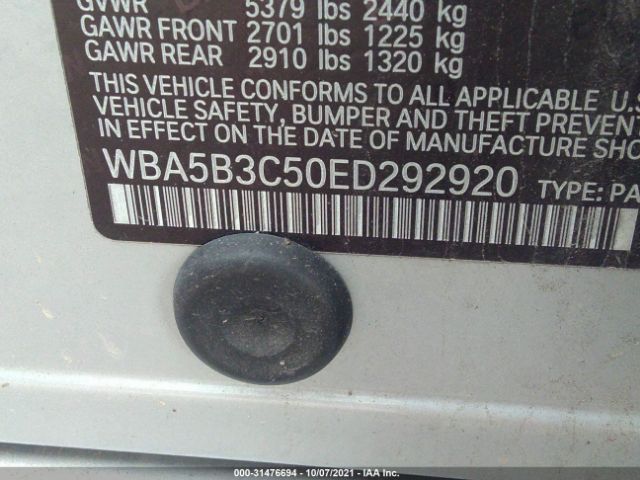 GVWR 5379 lbs 2440 kg
GAWR FRONT 2701 lbs 1225 kg
GAWR REAR 2910 lbs 1320 kg
THIS VEHICLE CONFORMS TO ALL APPLICABLE U.S
VEHICLE SAFETY, BUMPER AND THEFT PREVENT
IN EFFECT ON THE DATE OF MANUFACTURE SHO
WBA5B3C50ED292920 TYPE: PA
000-31476694 - 10/07/2021 - IAA Inc.